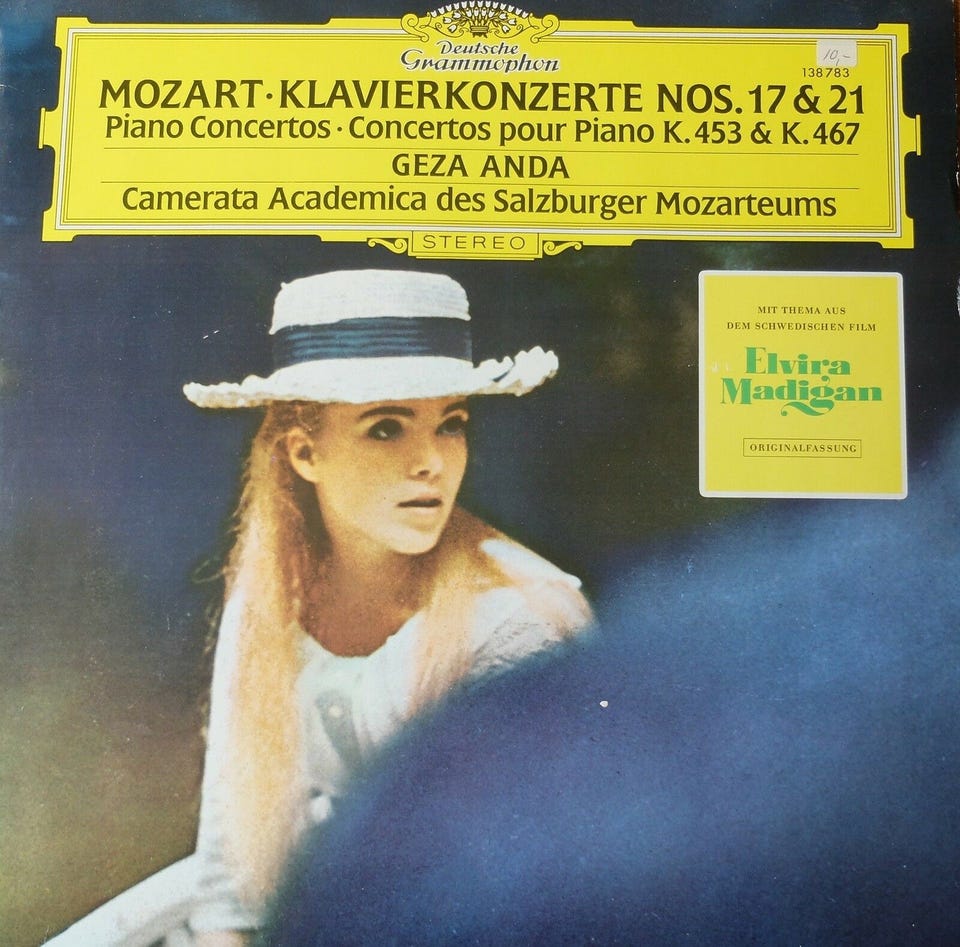 Deutsche
Grammophon
10,-
138783
MOZART·KLAVIERKONZERTE NOS. 17 & 21
Piano Concertos · Concertos pour Piano K. 453 & K. 467
GEZA ANDA
Camerata Academica des Salzburger Mozarteums
STEREO
MIT THEMA AUS
DEM SCHWEDISCHEN FILM
Elvira
Madigan
ORIGINALFASSUNG